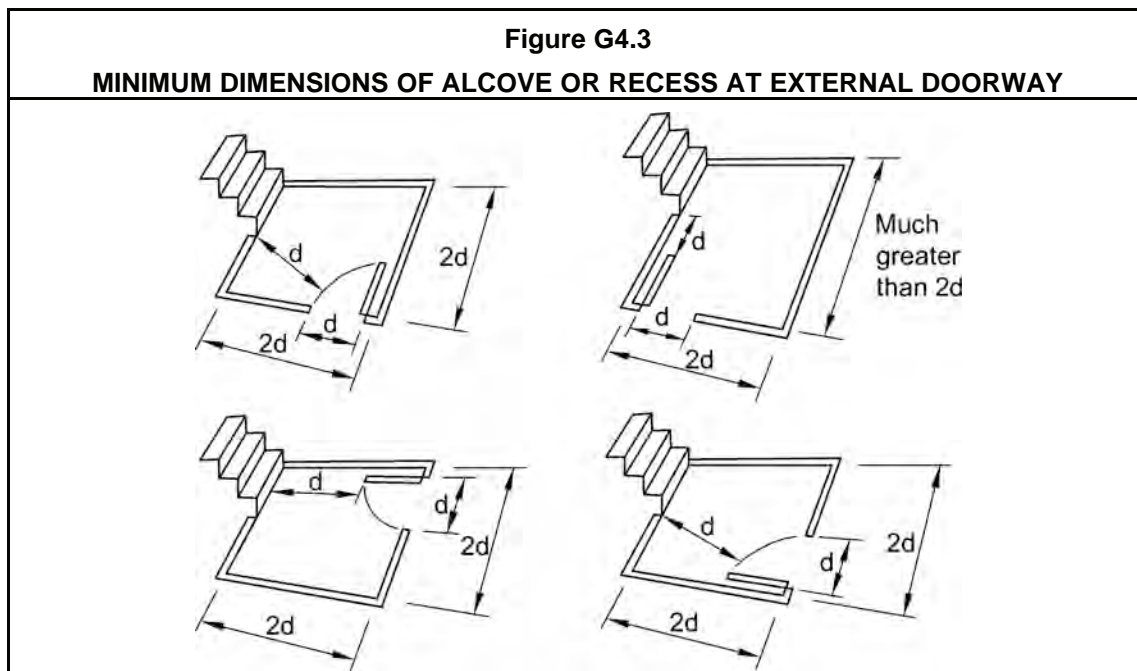 Figure G4.3
MINIMUM DIMENSIONS OF ALCOVE OR RECESS AT EXTERNAL DOORWAY
d
2d
d
2d
d
Much
greater
than 2d
d
2d
d
d
2d
2d
d
2d
d
2d